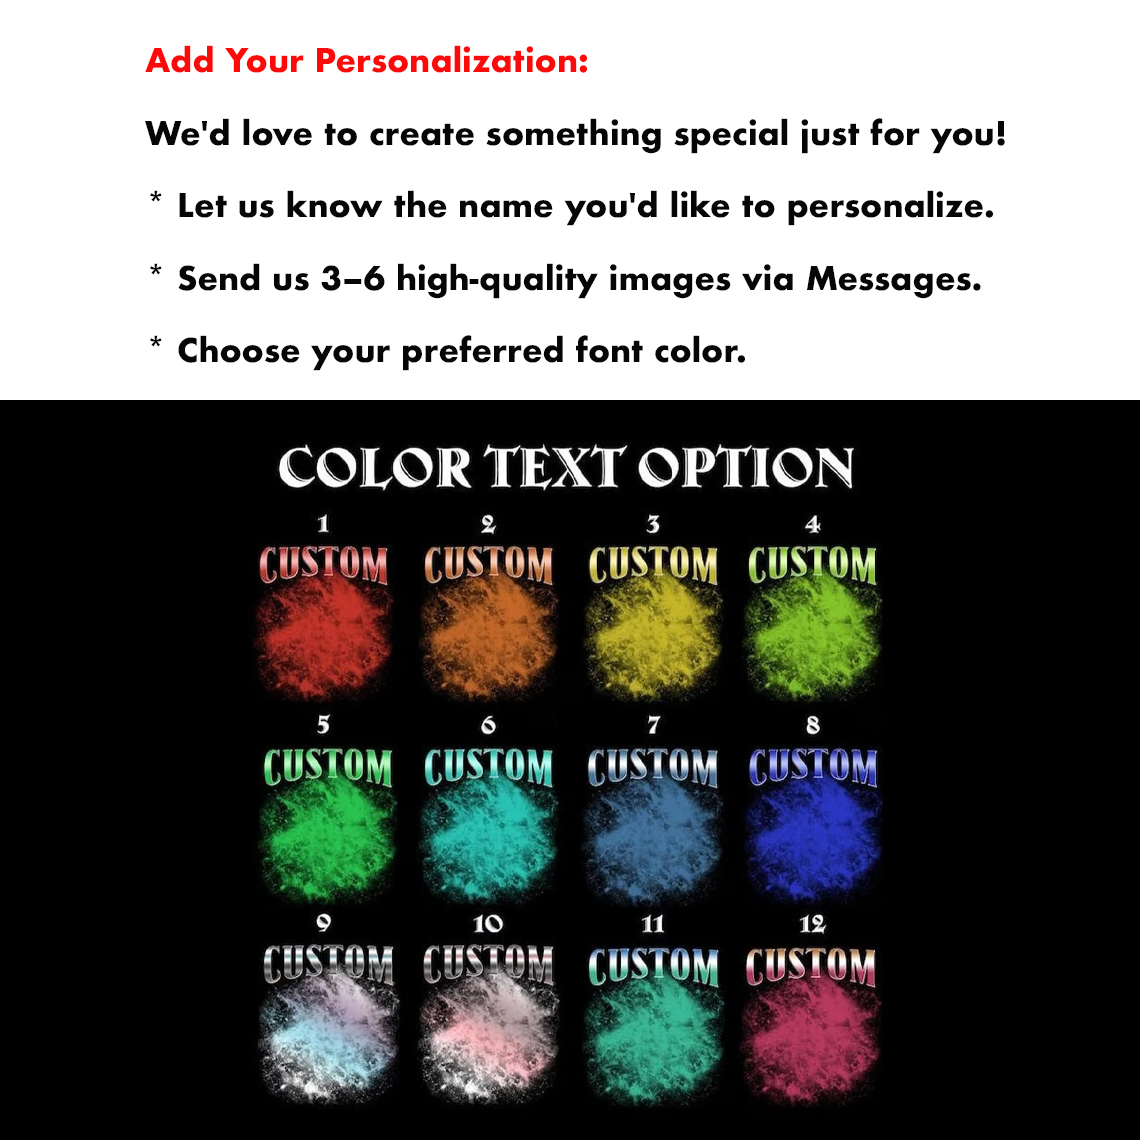 Add Your Personalization:
We'd love to create something special just for you!
* Let us know the name you'd like to personalize.
* Send us 3–6 high-quality images via Messages.
* Choose your preferred font color.
COLOR TEXT OPTION
1 2 3 4
CUSTOM CUSTOM CUSTOM CUSTOM
5 6 7 8
CUSTOM CUSTOM CUSTOM CUSTOM
9 10 11 12
CUSTOM CUSTOM CUSTOM CUSTOM